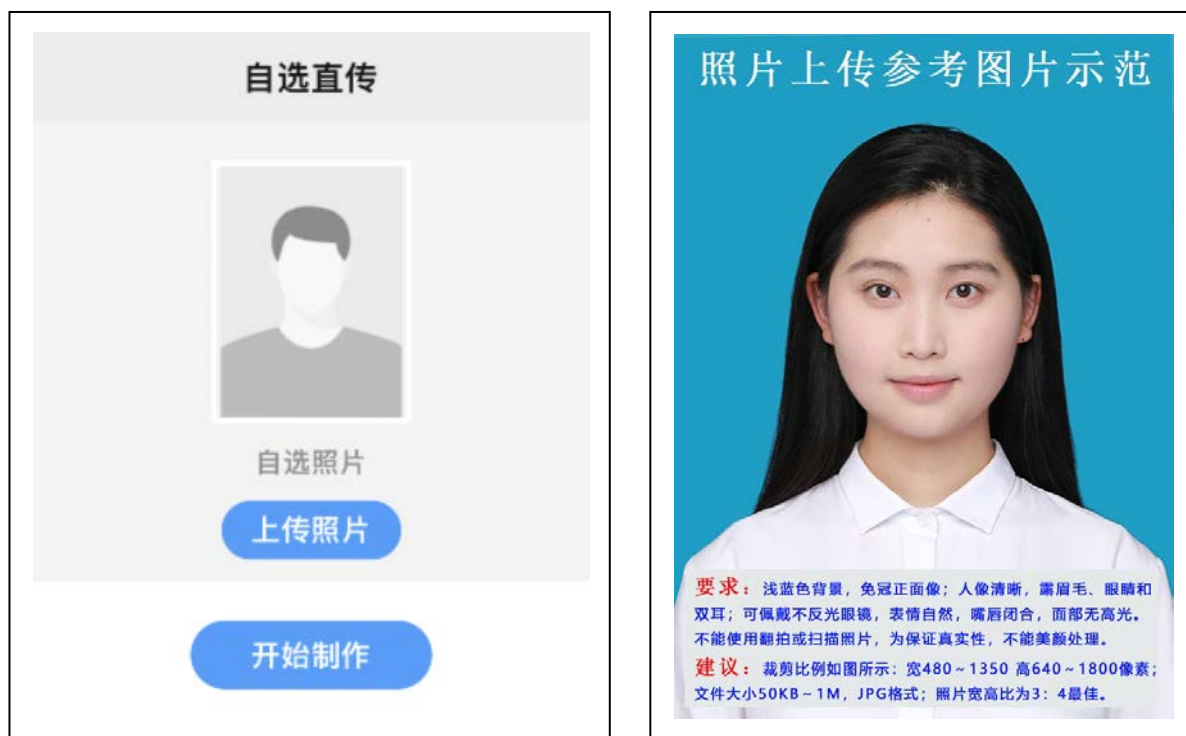 自选直传
自选照片
上传照片
开始制作
照片上传参考图片示范
要求：浅蓝色背景，免冠正面像；人像清晰，露眉毛、眼睛和
双耳；可佩戴不反光眼镜，表情自然，嘴唇闭合，面部无高光。
不能使用翻拍或扫描照片，为保证真实性，不能美颜处理。
建议：裁剪比例如图所示：宽480～1350 高640～1800像素；
文件大小50KB～1M，JPG格式；照片宽高比为3：4最佳。